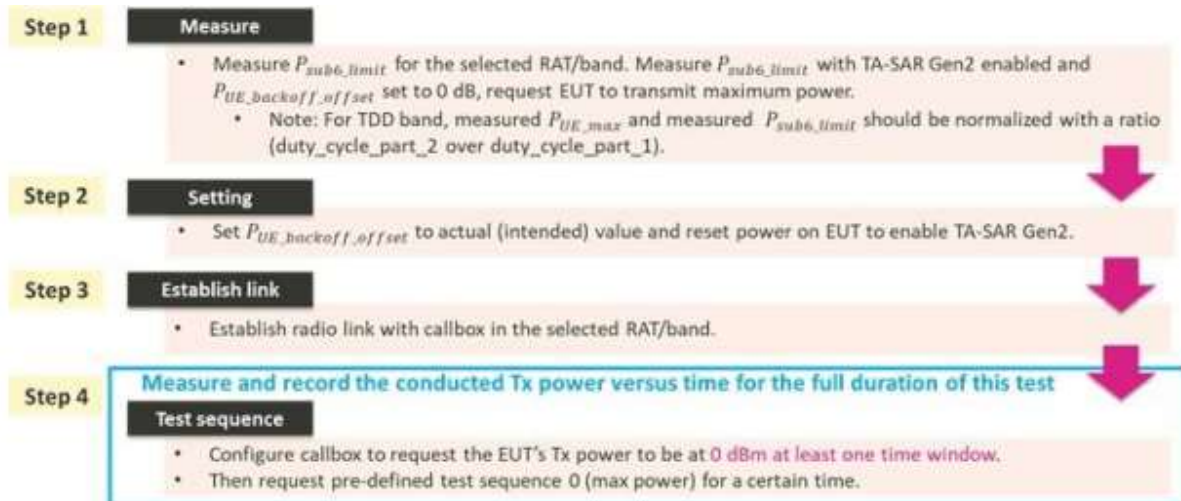 Step 1
Measure
• Measure P_sub6_limit for the selected RAT/band. Measure P_sub6_limit with TA-SAR Gen2 enabled and
P_UE_backoff_offset set to 0 dB, request EUT to transmit maximum power.
• Note: For TDD band, measured P_UE_max and measured P_sub6_limit should be normalized with a ratio
(duty_cycle_part_2 over duty_cycle_part_1).
Step 2
Setting
• Set P_UE_backoff_offset to actual (intended) value and reset power on EUT to enable TA-SAR Gen2.
Step 3
Establish link
• Establish radio link with callbox in the selected RAT/band.
Step 4
Measure and record the conducted Tx power versus time for the full duration of this test
Test sequence
• Configure callbox to request the EUT's Tx power to be at 0 dBm at least one time window.
• Then request pre-defined test sequence 0 (max power) for a certain time.